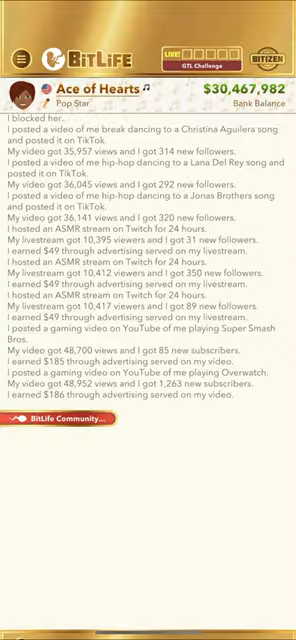 BitLife
LIVE!
GTL Challenge
BITIZEN
Ace of Hearts
$30,467,982
Pop Star
Bank Balance
I blocked her..
I posted a video of me break dancing to a Christina Aguilera song
and posted it on TikTok.
My video got 35,957 views and I got 314 new followers.
I posted a video of me hip-hop dancing to a Lana Del Rey song and
posted it on TikTok.
My video got 36,045 views and I got 292 new followers.
I posted a video of me hip-hop dancing to a Jonas Brothers song
and posted it on TikTok.
My video got 36,141 views and I got 320 new followers.
I hosted an ASMR stream on Twitch for 24 hours.
My livestream got 10,395 viewers and I got 31 new followers.
I earned $49 through advertising served on my livestream.
I hosted an ASMR stream on Twitch for 24 hours.
My livestream got 10,412 viewers and I got 350 new followers.
I earned $49 through advertising served on my livestream.
I hosted an ASMR stream on Twitch for 24 hours.
My livestream got 10,417 viewers and I got 89 new followers.
I earned $49 through advertising served on my livestream.
I posted a gaming video on YouTube of me playing Super Smash
Bros.
My video got 48,700 views and I got 85 new subscribers.
I earned $185 through advertising served on my video.
I posted a gaming video on YouTube of me playing Overwatch.
My video got 48,952 views and I got 1,263 new subscribers.
I earned $186 through advertising served on my video.
BitLife Community...